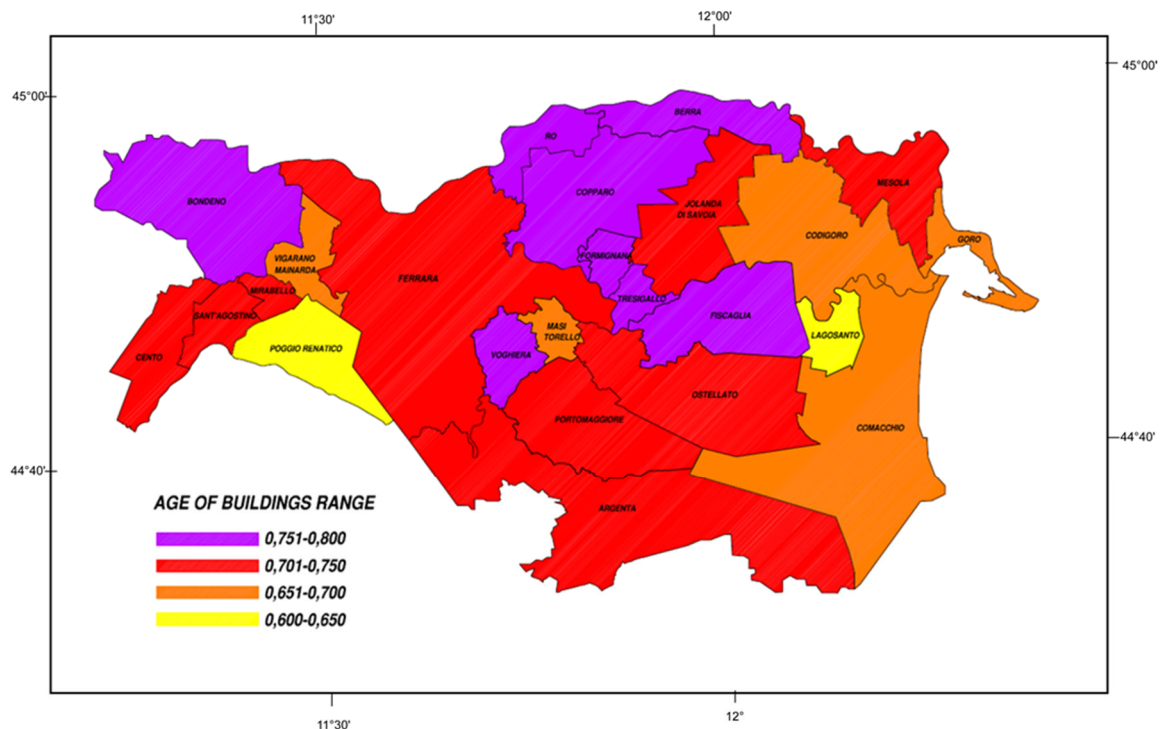 11°30'
12°00'
45°00'
45°00'
BERRA
RO
MESOLA
COPPARO
BONDENO
JOLANDA
DI SAVOIA
CODIGORO
GORO
FORMIGNANA
VIGARANO
MAINARDA
FERRARA
MIRABELLO
TRESIGALLO
SANT'AGOSTINO
FISCAGLIA
MASI
TORELLO
LAGOSANTO
POGGIO RENATICO
VOGHIERA
CENTO
OSTELLATO
PORTOMAGGIORE
COMACCHIO
44°40'
44°40'
ARGENTA
AGE OF BUILDINGS RANGE
0,751-0,800
0,701-0,750
0,651-0,700
0,600-0,650
11°30'
12°